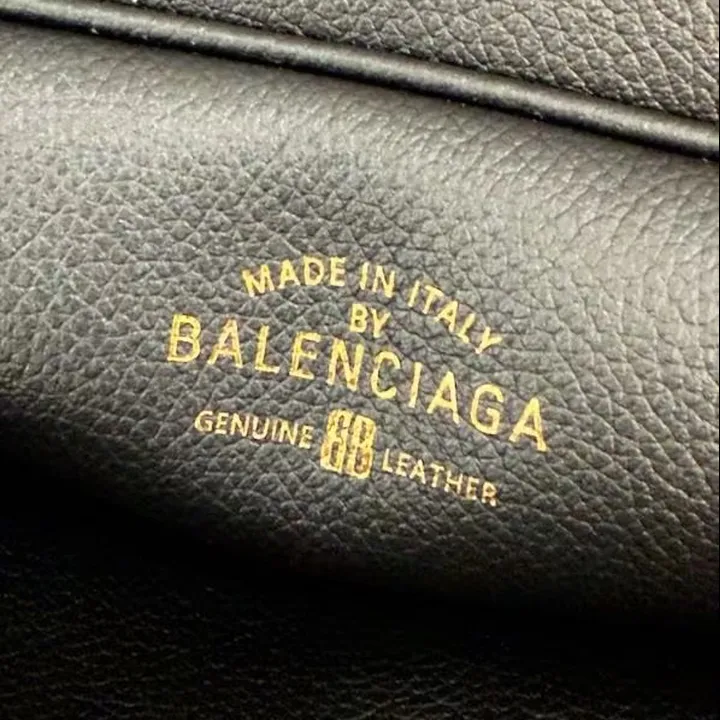 MADE IN ITALY
BY
BALENCIAGA
GENUINE BB LEATHER